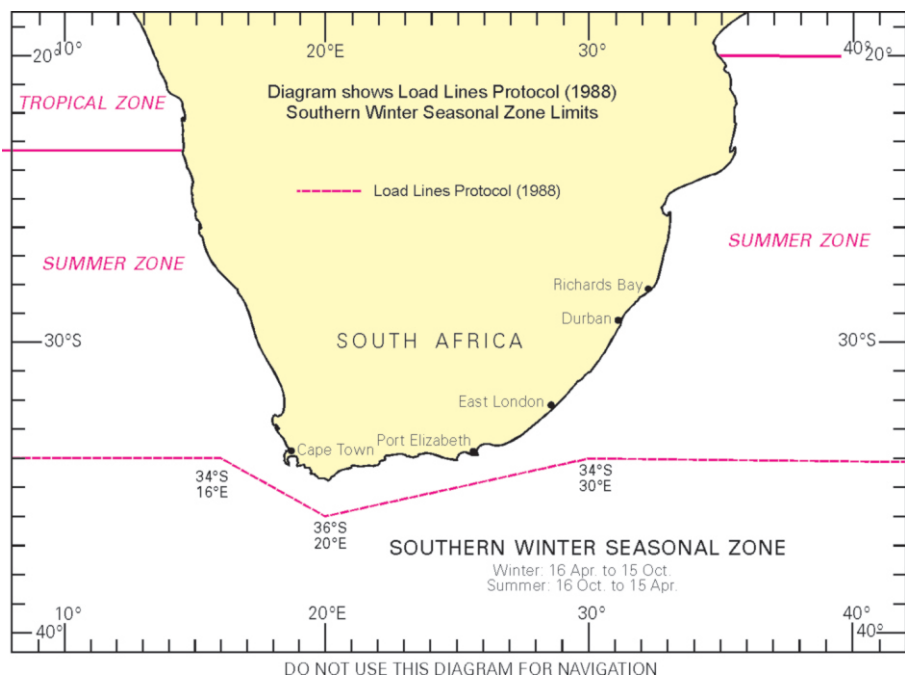 10° 20°E 30° 40°
20° 20°
Diagram shows Load Lines Protocol (1988)
Southern Winter Seasonal Zone Limits
TROPICAL ZONE
Load Lines Protocol (1988)
SUMMER ZONE
SUMMER ZONE
Richards Bay
Durban
30°S
SOUTH AFRICA
30°S
East London
Port Elizabeth
Cape Town
34°S
16°E
34°S
30°E
36°S
20°E
SOUTHERN WINTER SEASONAL ZONE
Winter: 16 Apr. to 15 Oct.
Summer: 16 Oct. to 15 Apr.
10° 20°E 30° 40°
40° 40°
DO NOT USE THIS DIAGRAM FOR NAVIGATION